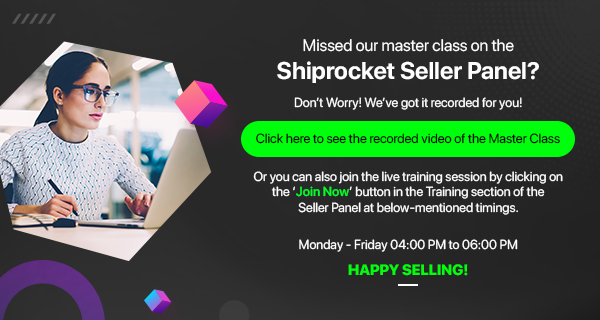 Missed our master class on the
Shiprocket Seller Panel?
Don't Worry! We've got it recorded for you!
Click here to see the recorded video of the Master Class
Or you can also join the live training session by clicking on
the 'Join Now' button in the Training section of the
Seller Panel at below-mentioned timings.
Monday - Friday 04:00 PM to 06:00 PM
HAPPY SELLING!